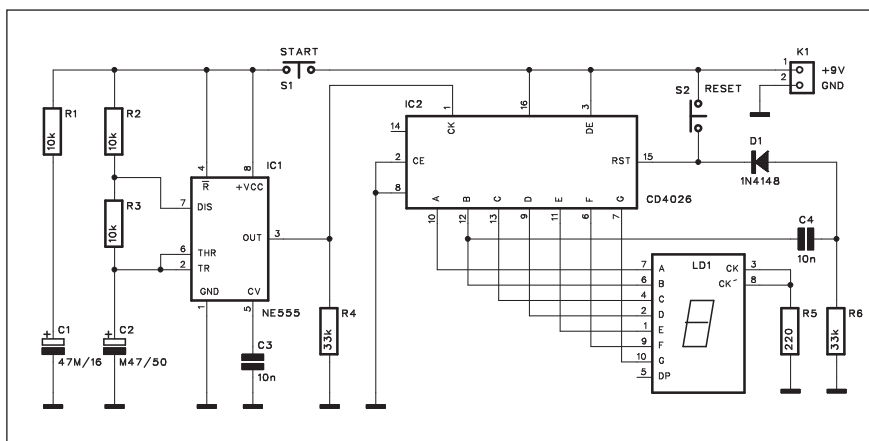 START
S1
K1
1
+9V
2
GND
S2
RESET
IC2
1
16
3
CK
DE
14
2
CE
8
RST
15
D1
1N4148
CD4026
A
B
C
D
E
F
G
10
12
13
9
11
6
7
R1
10k
R2
10k
R3
10k
4
8
IC1
R
+VCC
7
DIS
OUT
3
6
THR
2
TR
GND
CV
1
5
NE555
C1
+
47M/16
C2
+
M47/50
C3
10n
R4
33k
C4
10n
LD1
7
A
6
B
4
C
2
D
1
E
9
F
10
G
5
DP
CK
3
CK´
8
R5
220
R6
33k